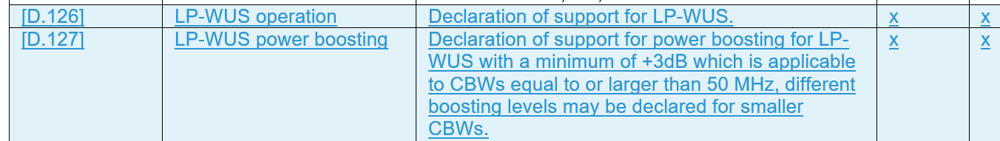 [D.126] LP-WUS operation Declaration of support for LP-WUS. x x
[D.127] LP-WUS power boosting Declaration of support for power boosting for LP- x x
WUS with a minimum of +3dB which is applicable
to CBWs equal to or larger than 50 MHz, different
boosting levels may be declared for smaller
CBWs.